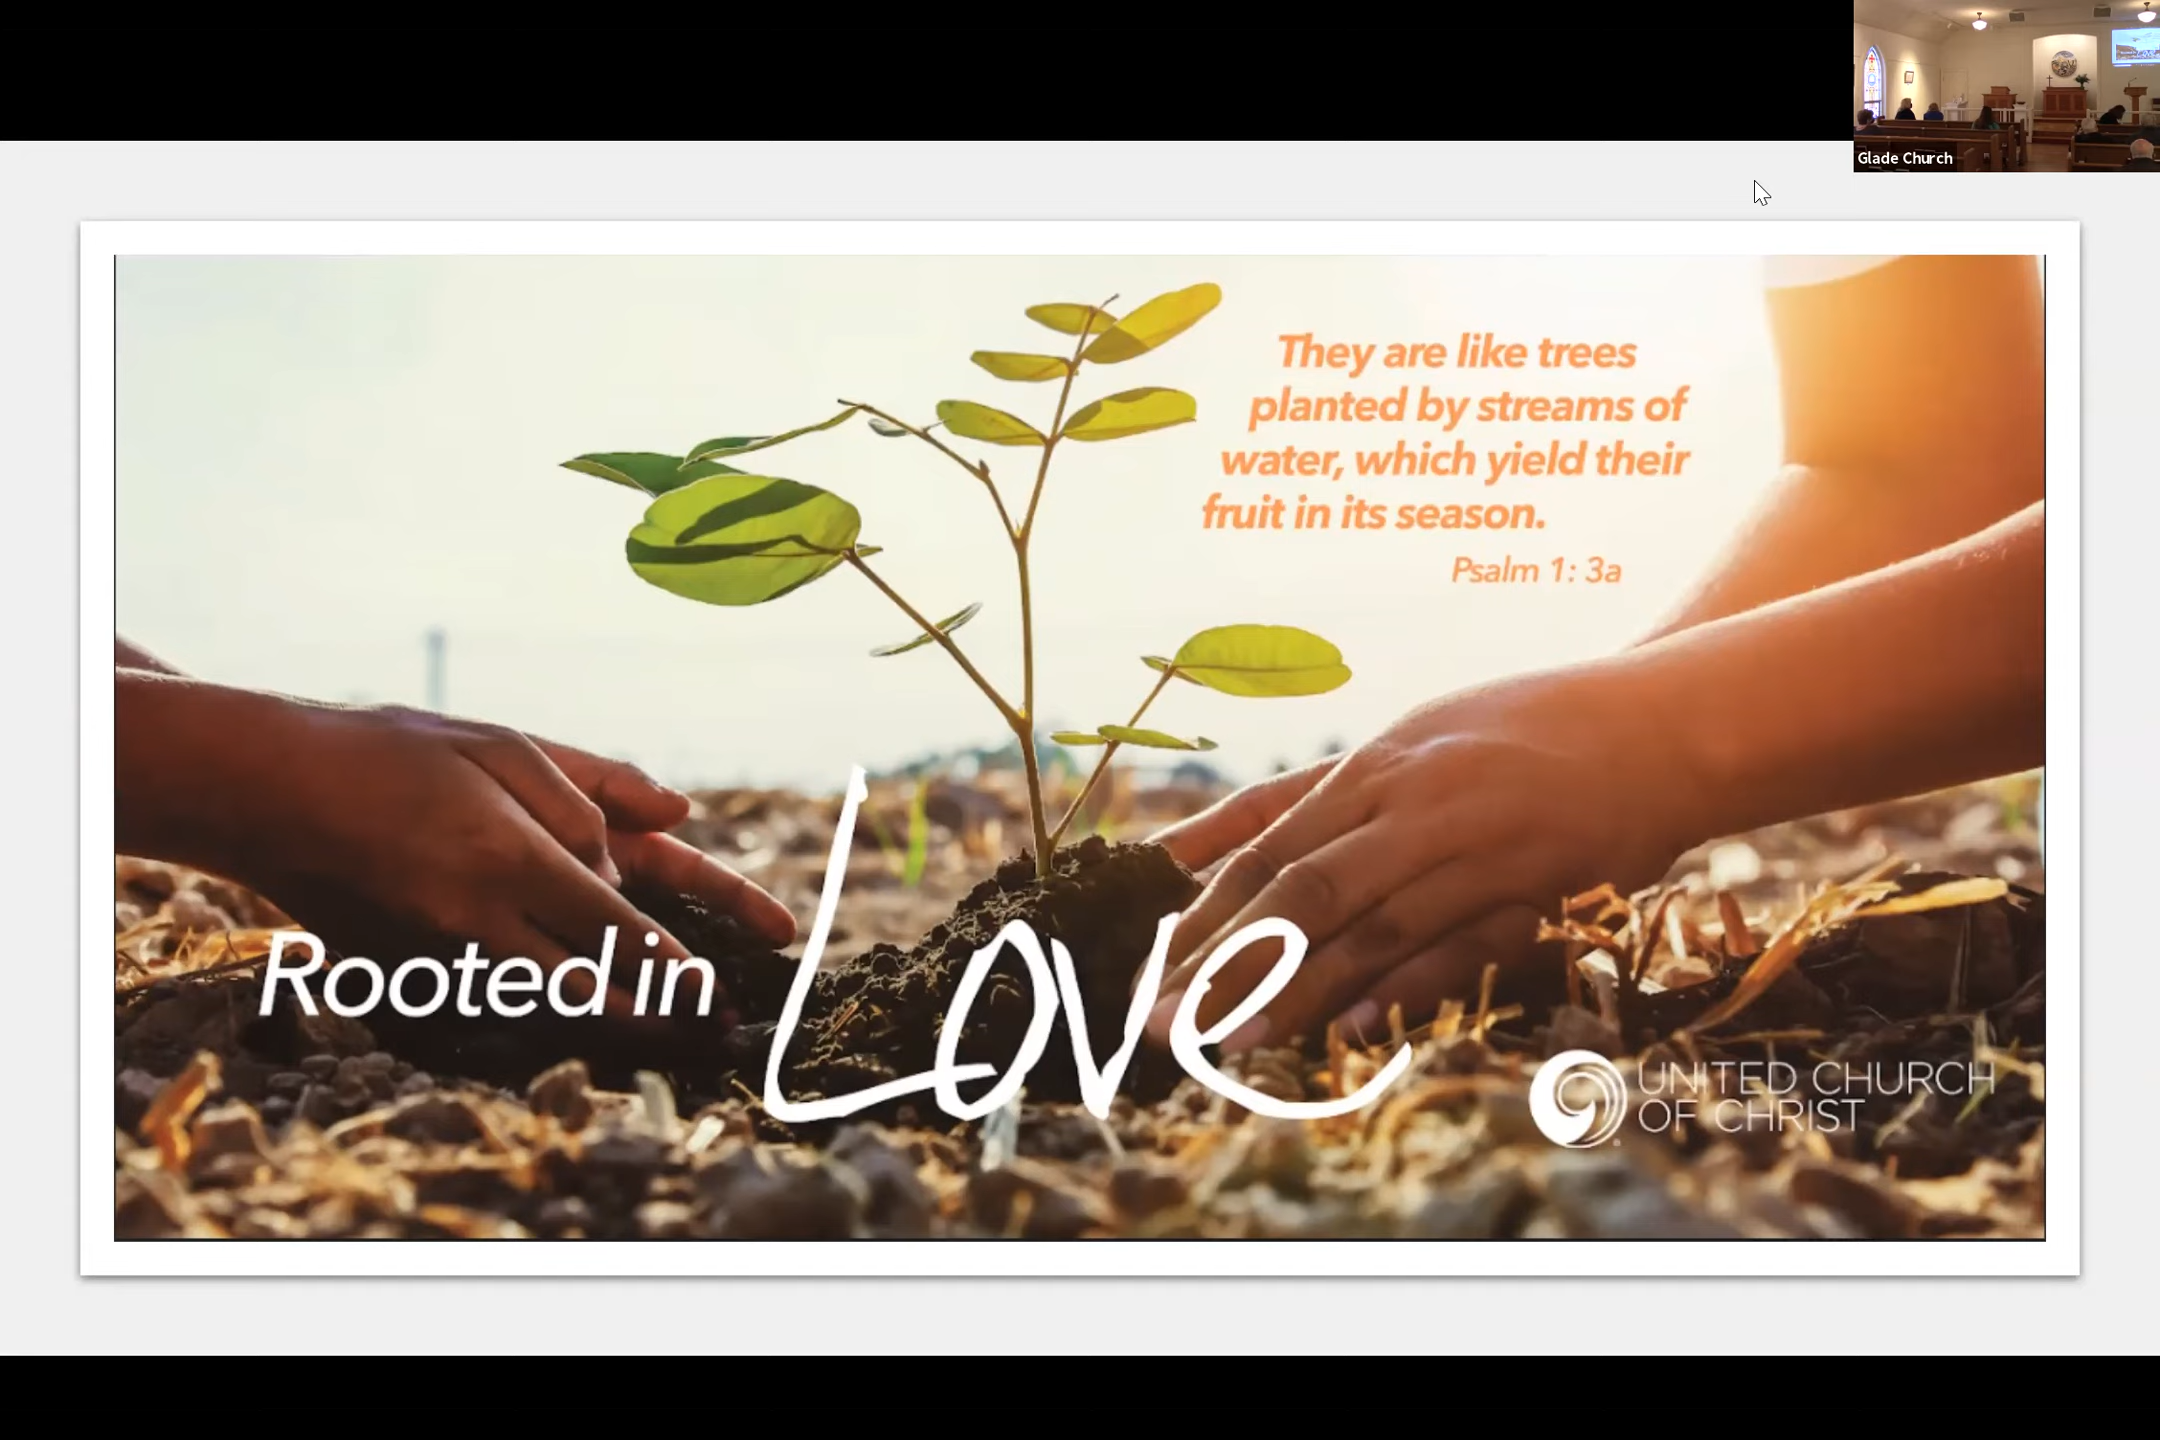 Glade Church
They are like trees
planted by streams of
water, which yield their
fruit in its season.
Psalm 1: 3a
Rooted in Love
UNITED CHURCH
OF CHRIST